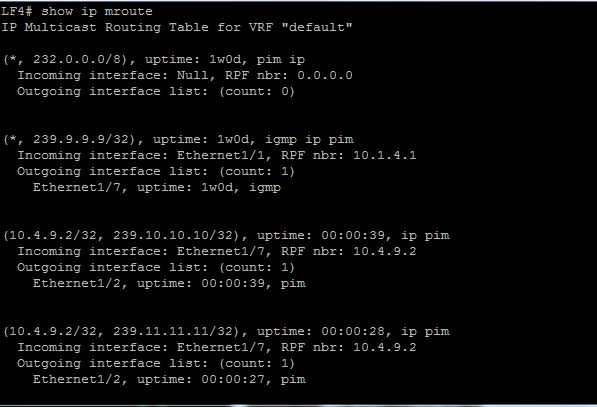 LF4# show ip mroute
IP Multicast Routing Table for VRF "default"
(*, 232.0.0.0/8), uptime: 1w0d, pim ip
Incoming interface: Null, RPF nbr: 0.0.0.0
Outgoing interface list: (count: 0)
(*, 239.9.9.9/32), uptime: 1w0d, igmp ip pim
Incoming interface: Ethernet1/1, RPF nbr: 10.1.4.1
Outgoing interface list: (count: 1)
Ethernet1/7, uptime: 1w0d, igmp
(10.4.9.2/32, 239.10.10.10/32), uptime: 00:00:39, ip pim
Incoming interface: Ethernet1/7, RPF nbr: 10.4.9.2
Outgoing interface list: (count: 1)
Ethernet1/2, uptime: 00:00:39, pim
(10.4.9.2/32, 239.11.11.11/32), uptime: 00:00:28, ip pim
Incoming interface: Ethernet1/7, RPF nbr: 10.4.9.2
Outgoing interface list: (count: 1)
Ethernet1/2, uptime: 00:00:27, pim